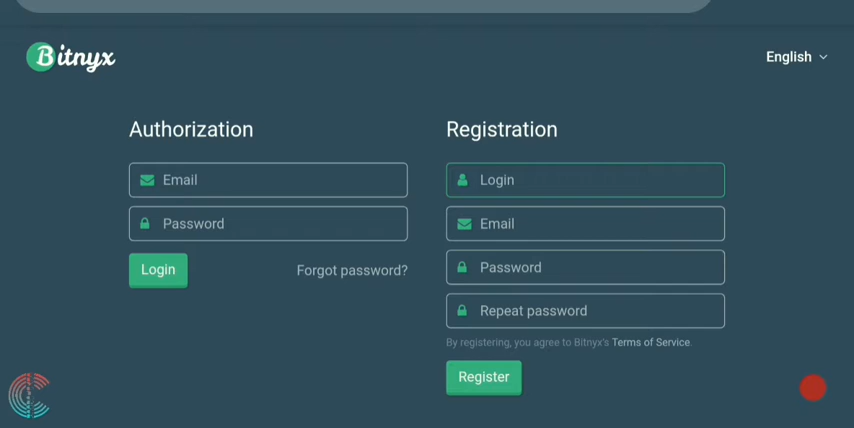 Bitnyx
English
Authorization
Email
Password
Login
Forgot password?
Registration
Login
Email
Password
Repeat password
By registering, you agree to Bitnyx's Terms of Service.
Register